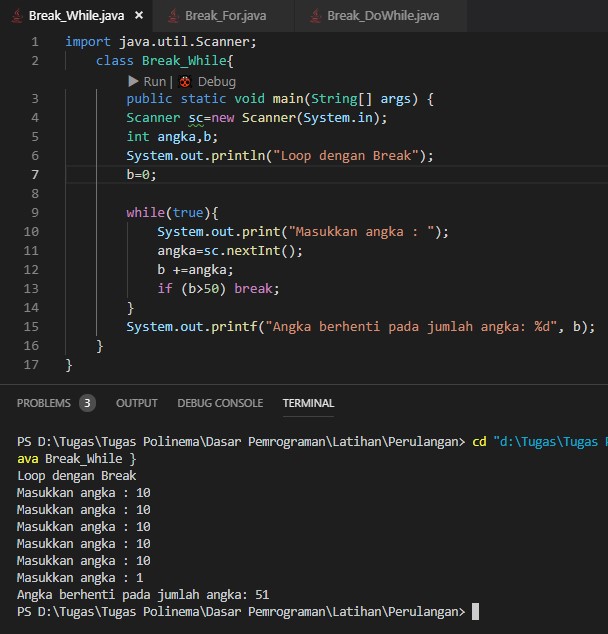 Break_While.java × Break_For.java Break_DoWhile.java
1 import java.util.Scanner;
2 class Break_While{
Run | Debug
3 public static void main(String[] args) {
4 Scanner sc=new Scanner(System.in);
5 int angka,b;
6 System.out.println("Loop dengan Break");
7 b=0;
8
9 while(true){
10 System.out.print("Masukkan angka : ");
11 angka=sc.nextInt();
12 b +=angka;
13 if (b>50) break;
14 }
15 System.out.printf("Angka berhenti pada jumlah angka: %d", b);
16 }
17 }
PROBLEMS 3 OUTPUT DEBUG CONSOLE TERMINAL
PS D:\Tugas\Tugas Polinema\Dasar Pemrograman\Latihan\Perulangan> cd "d:\Tugas\Tugas
ava Break_While }
Loop dengan Break
Masukkan angka : 10
Masukkan angka : 10
Masukkan angka : 10
Masukkan angka : 10
Masukkan angka : 10
Masukkan angka : 1
Angka berhenti pada jumlah angka: 51
PS D:\Tugas\Tugas Polinema\Dasar Pemrograman\Latihan\Perulangan>